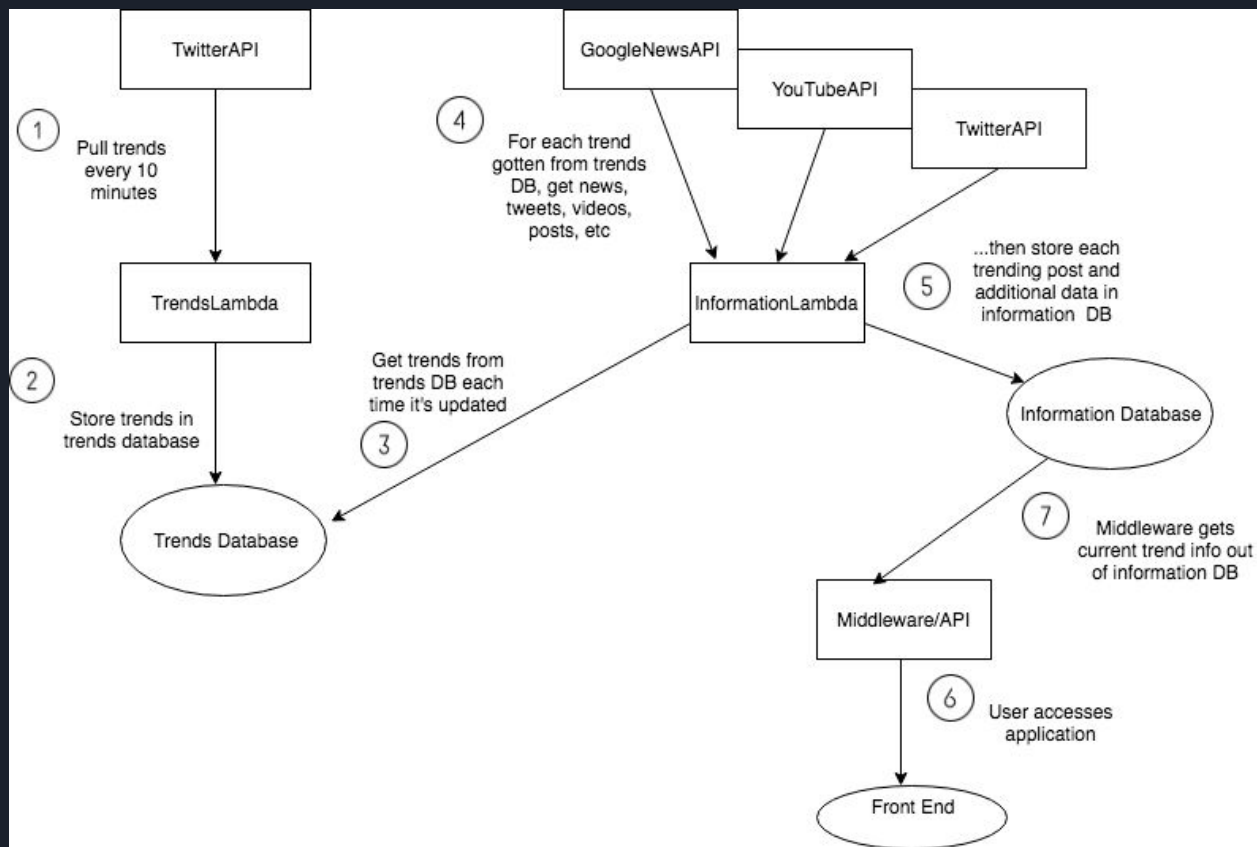 TwitterAPI
1
Pull trends
every 10
minutes
TrendsLambda
2
Store trends in
trends database
Trends Database
Get trends from
trends DB each
time it's updated
3
GoogleNewsAPI
YouTubeAPI
TwitterAPI
4
For each trend
gotten from trends
DB, get news,
tweets, videos,
posts, etc
InformationLambda
5
...then store each
trending post and
additional data in
information DB
Information Database
7
Middleware gets
current trend info out
of information DB
Middleware/API
6
User accesses
application
Front End